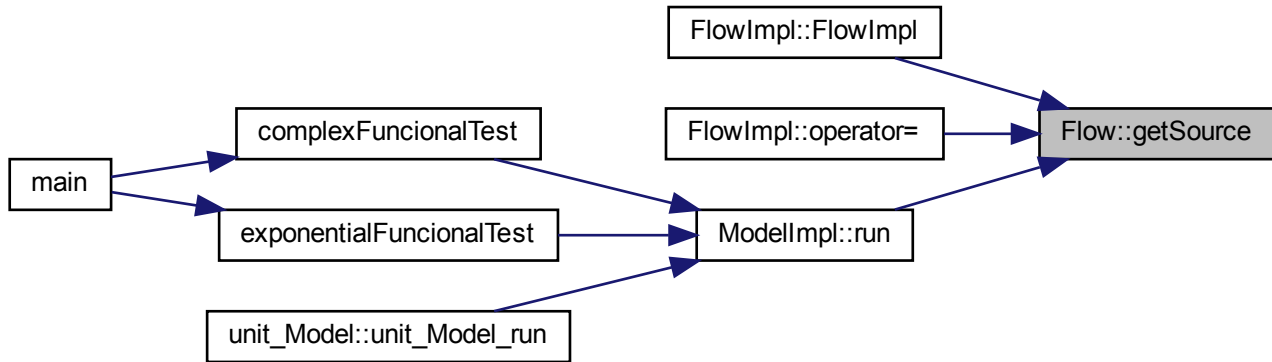 FlowImpl::FlowImpl
complexFuncionalTest
FlowImpl::operator=
Flow::getSource
main
exponentialFuncionalTest
ModelImpl::run
unit_Model::unit_Model_run